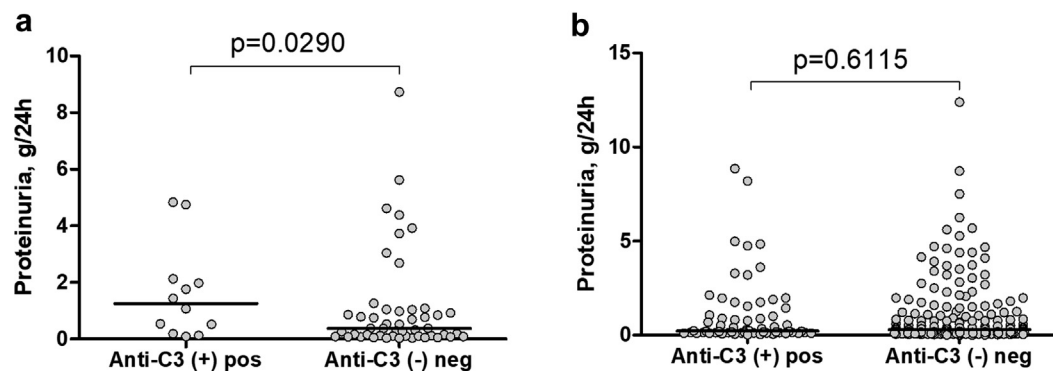 a
p=0.0290
Proteinuria, g/24h
10
8
6
4
2
0
Anti-C3 (+) pos
Anti-C3 (-) neg
b
p=0.6115
Proteinuria, g/24h
15
10
5
0
Anti-C3 (+) pos
Anti-C3 (-) neg